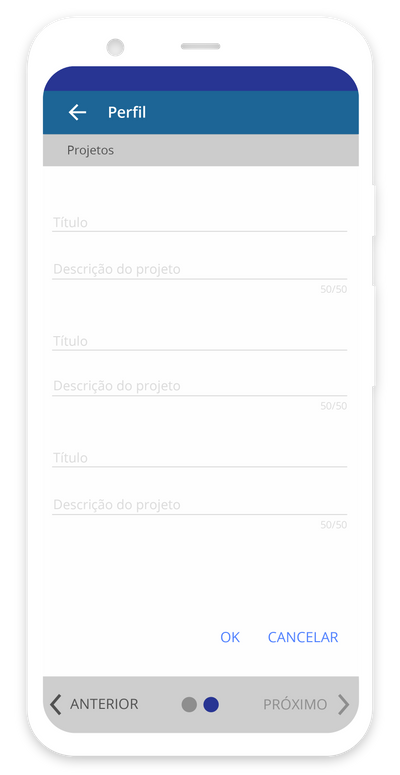 Perfil
Projetos
Título
Descrição do projeto
50/50
Título
Descrição do projeto
50/50
Título
Descrição do projeto
50/50
OK CANCELAR
ANTERIOR PRÓXIMO